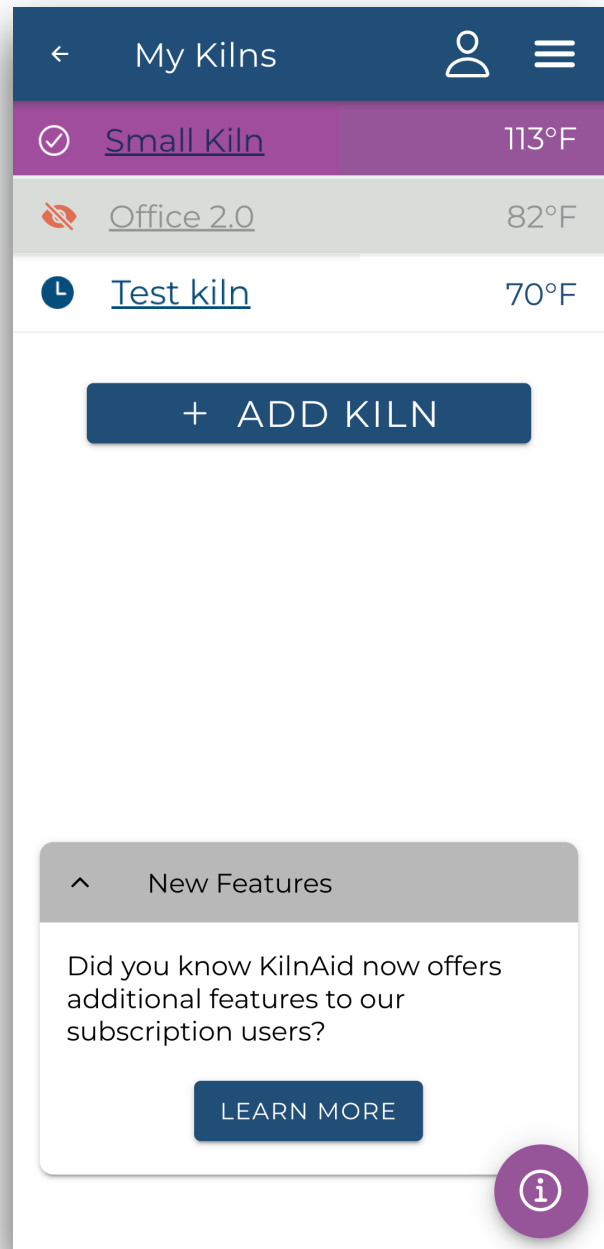 My Kilns
Small Kiln 113°F
Office 2.0 82°F
Test kiln 70°F
+ ADD KILN
New Features
Did you know KilnAid now offers
additional features to our
subscription users?
LEARN MORE